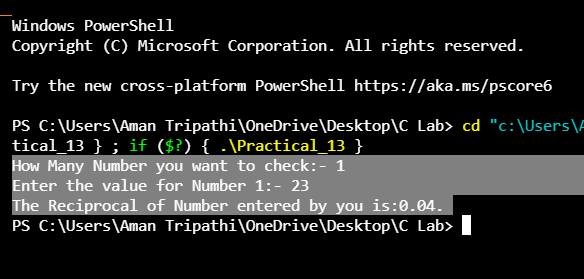 Windows PowerShell
Copyright (C) Microsoft Corporation. All rights reserved.
Try the new cross-platform PowerShell https://aka.ms/pscore6
PS C:\Users\Aman Tripathi\OneDrive\Desktop\C Lab> cd "c:\Users\A
tical_13 } ; if ($?) { .\Practical_13 }
How Many Number you want to check:- 1
Enter the value for Number 1:- 23
The Reciprocal of Number entered by you is:0.04.
PS C:\Users\Aman Tripathi\OneDrive\Desktop\C Lab>